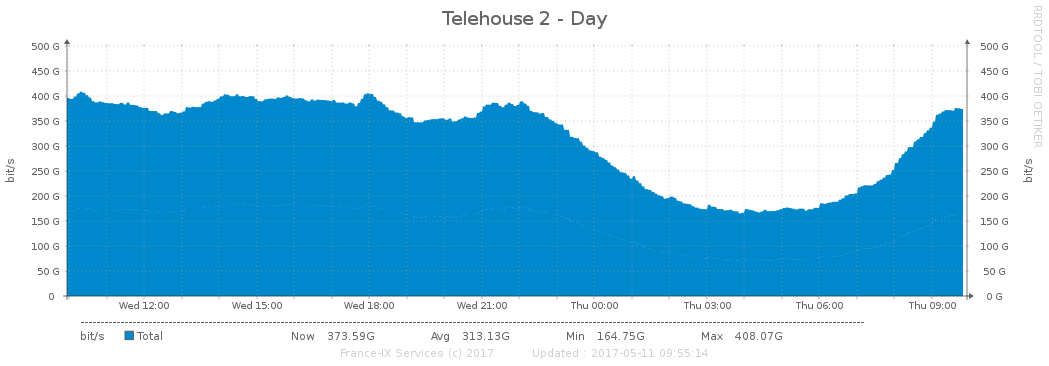 Telehouse 2 - Day
RRDTOOL / TOBI OETIKER
500 G 500 G
450 G 450 G
400 G 400 G
350 G 350 G
300 G 300 G
250 G 250 G
200 G 200 G
150 G 150 G
100 G 100 G
50 G 50 G
0 0 G
bit/s bit/s
Wed 12:00 Wed 15:00 Wed 18:00 Wed 21:00 Thu 00:00 Thu 03:00 Thu 06:00 Thu 09:00
bit/s Total Now 373.59G Avg 313.13G Min 164.75G Max 408.07G
France-IX Services (c) 2017 Updated : 2017-05-11 09:55:14